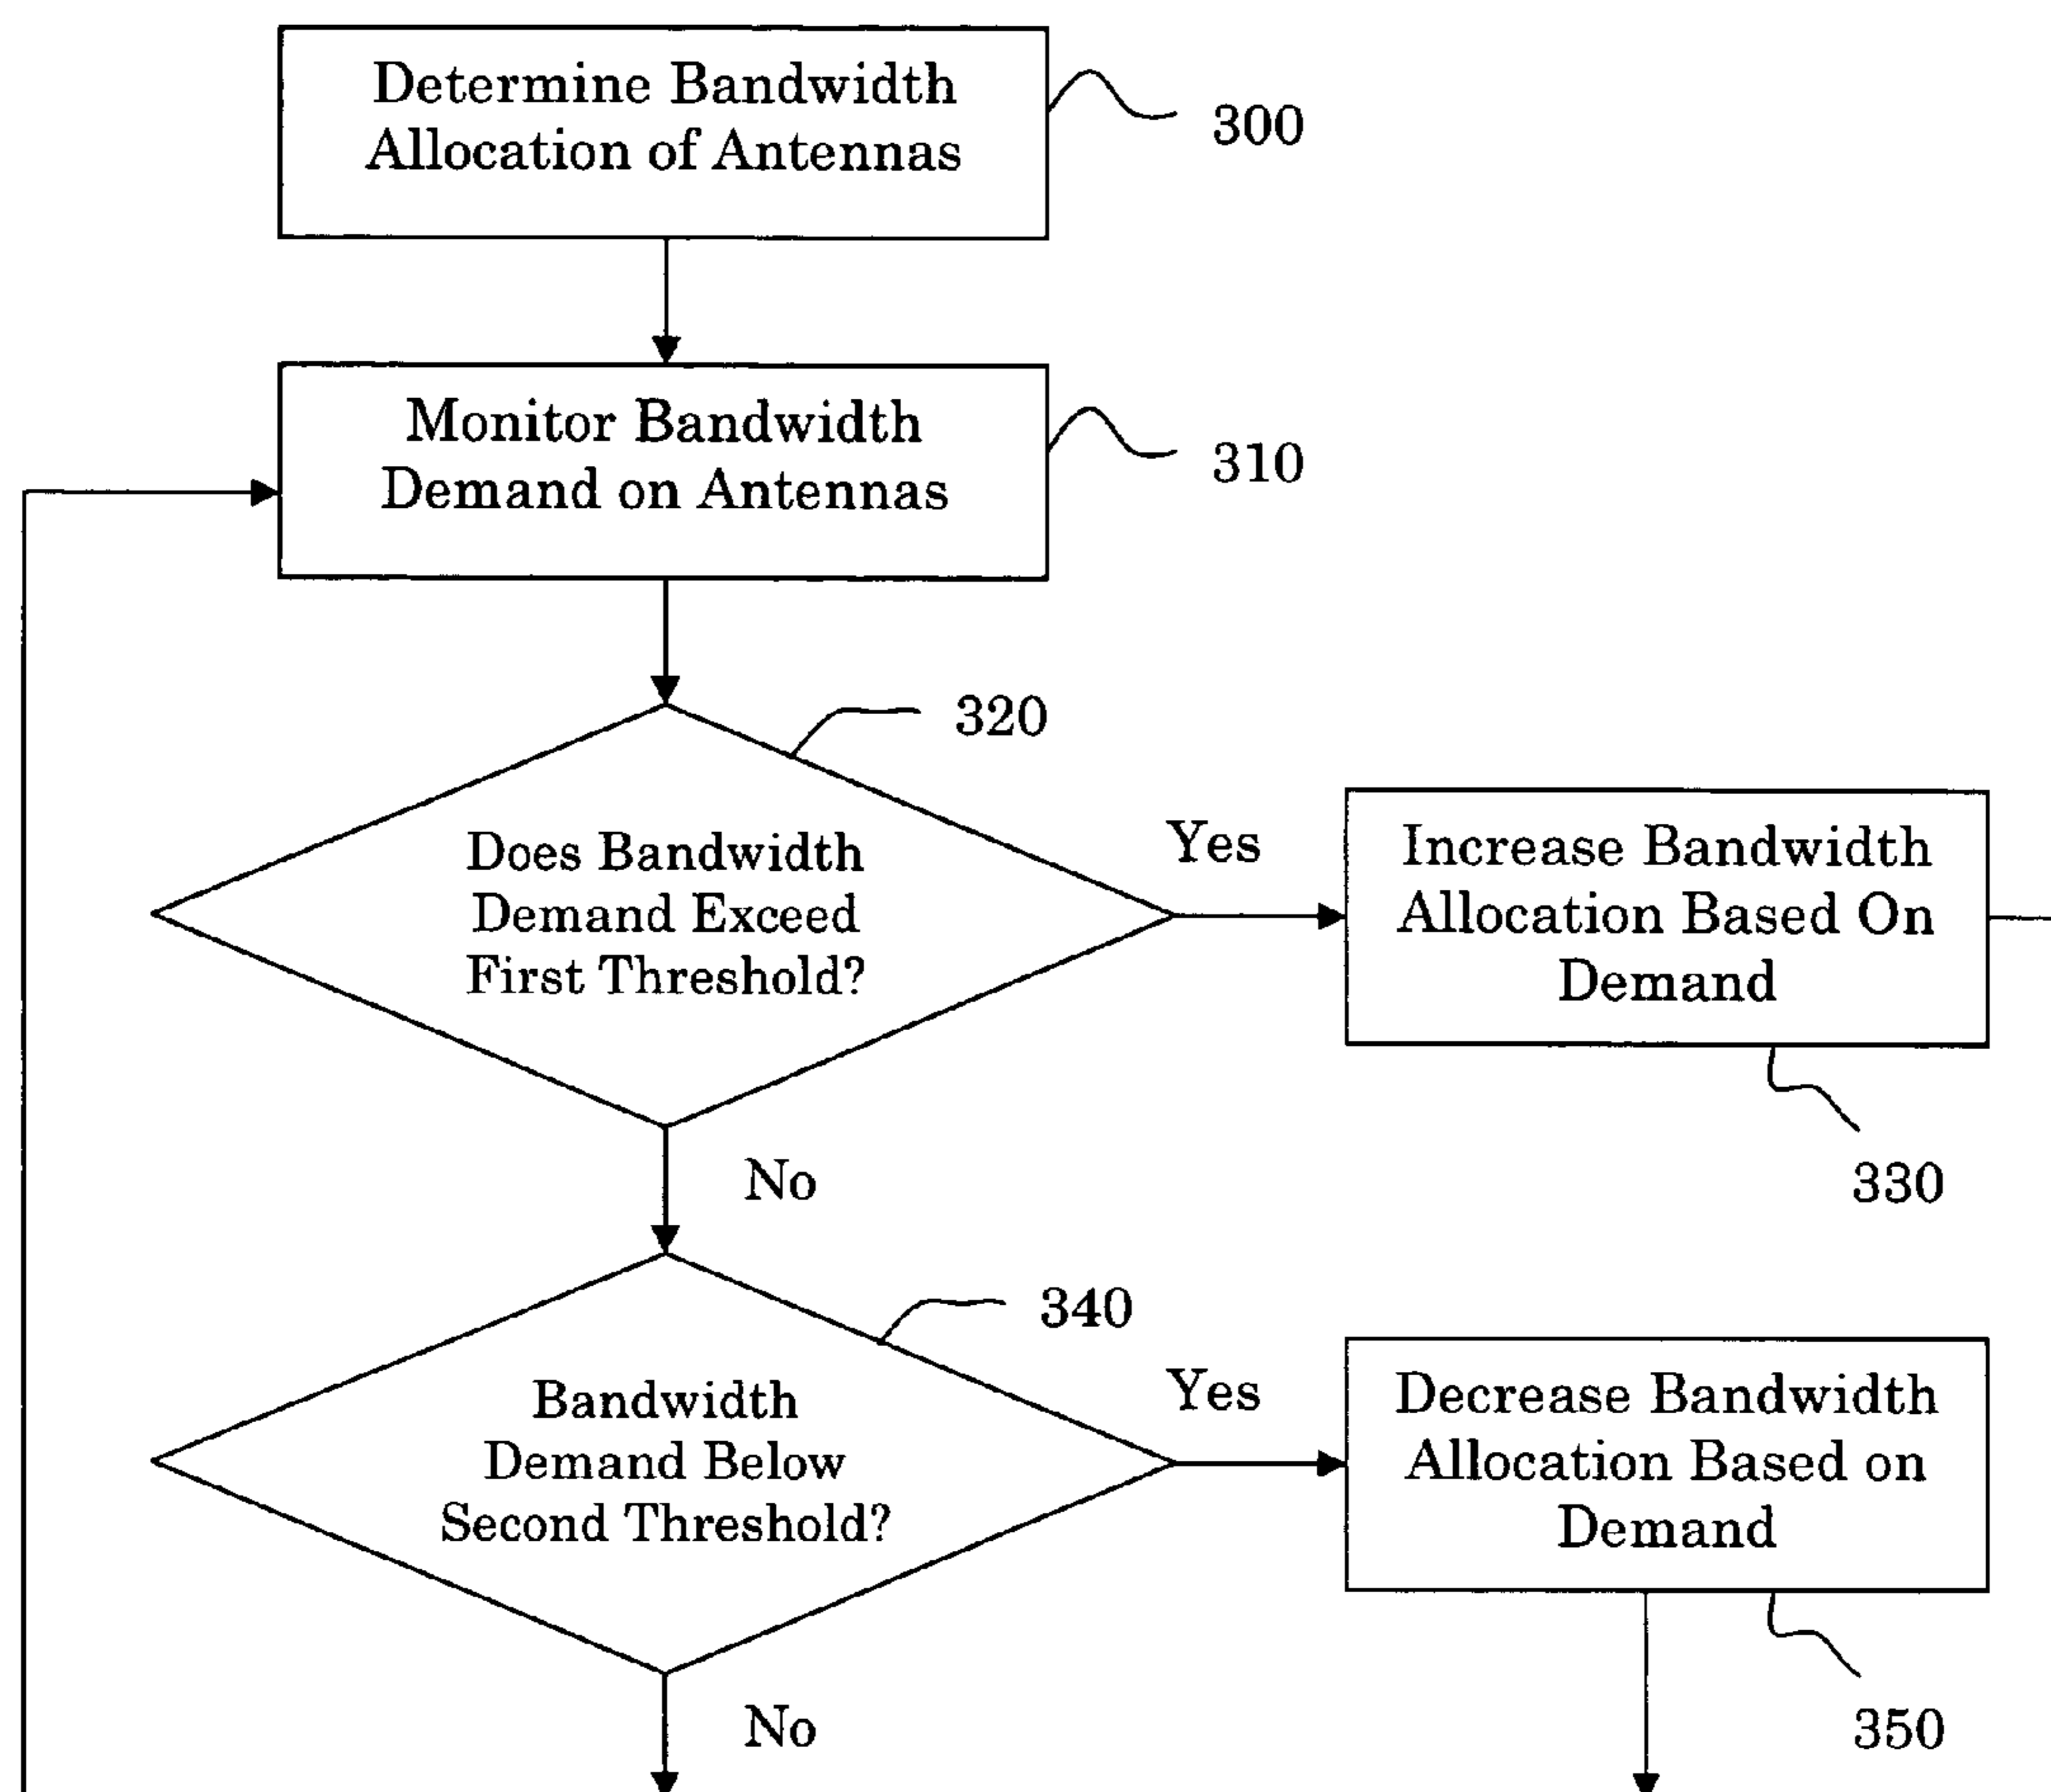 Determine Bandwidth
Allocation of Antennas
300
Monitor Bandwidth
Demand on Antennas
310
320
Does Bandwidth
Demand Exceed
First Threshold?
Yes
Increase Bandwidth
Allocation Based On
Demand
330
No
340
Bandwidth
Demand Below
Second Threshold?
Yes
Decrease Bandwidth
Allocation Based on
Demand
350
No